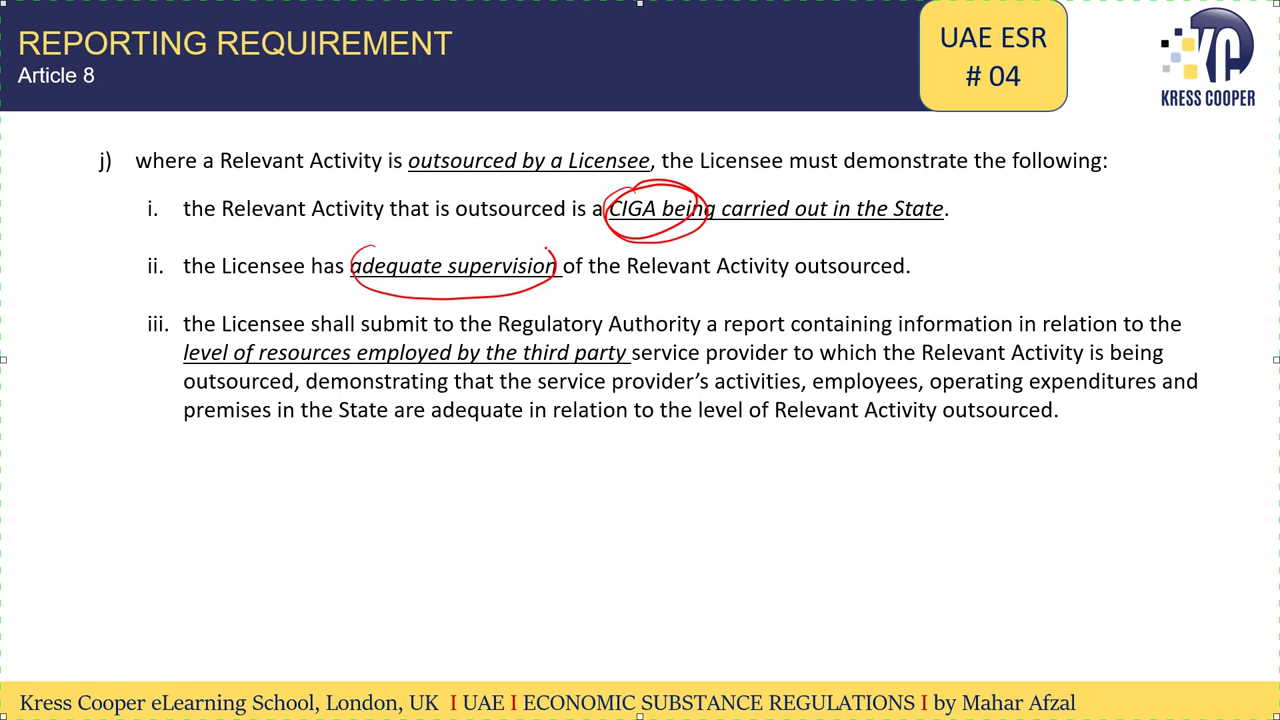 REPORTING REQUIREMENT
Article 8
UAE ESR
# 04
KC
KRESS COOPER
j) where a Relevant Activity is outsourced by a Licensee, the Licensee must demonstrate the following:
i. the Relevant Activity that is outsourced is a CIGA being carried out in the State.
ii. the Licensee has adequate supervision of the Relevant Activity outsourced.
iii. the Licensee shall submit to the Regulatory Authority a report containing information in relation to the
level of resources employed by the third party service provider to which the Relevant Activity is being
outsourced, demonstrating that the service provider’s activities, employees, operating expenditures and
premises in the State are adequate in relation to the level of Relevant Activity outsourced.
Kress Cooper eLearning School, London, UK I UAE I ECONOMIC SUBSTANCE REGULATIONS I by Mahar Afzal